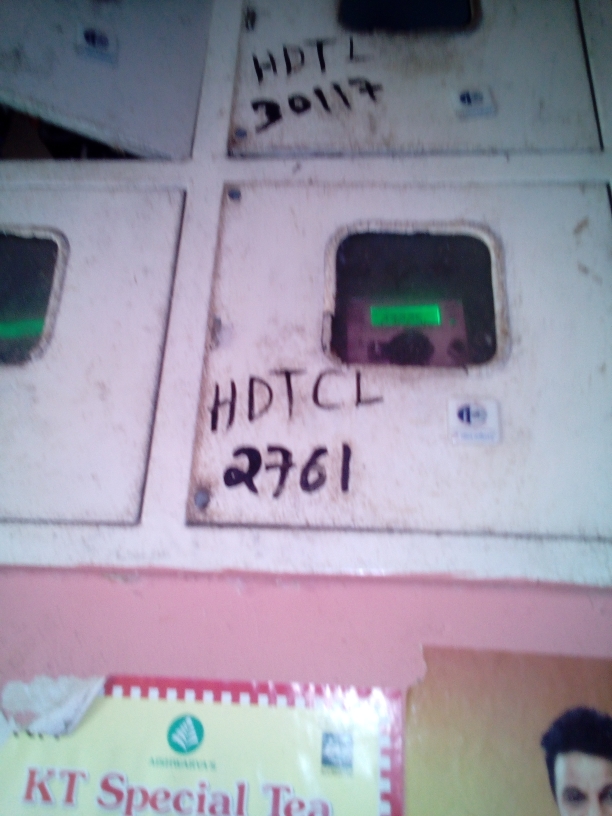 HDTL
30117
HDTCL
2761
KT Special Tea